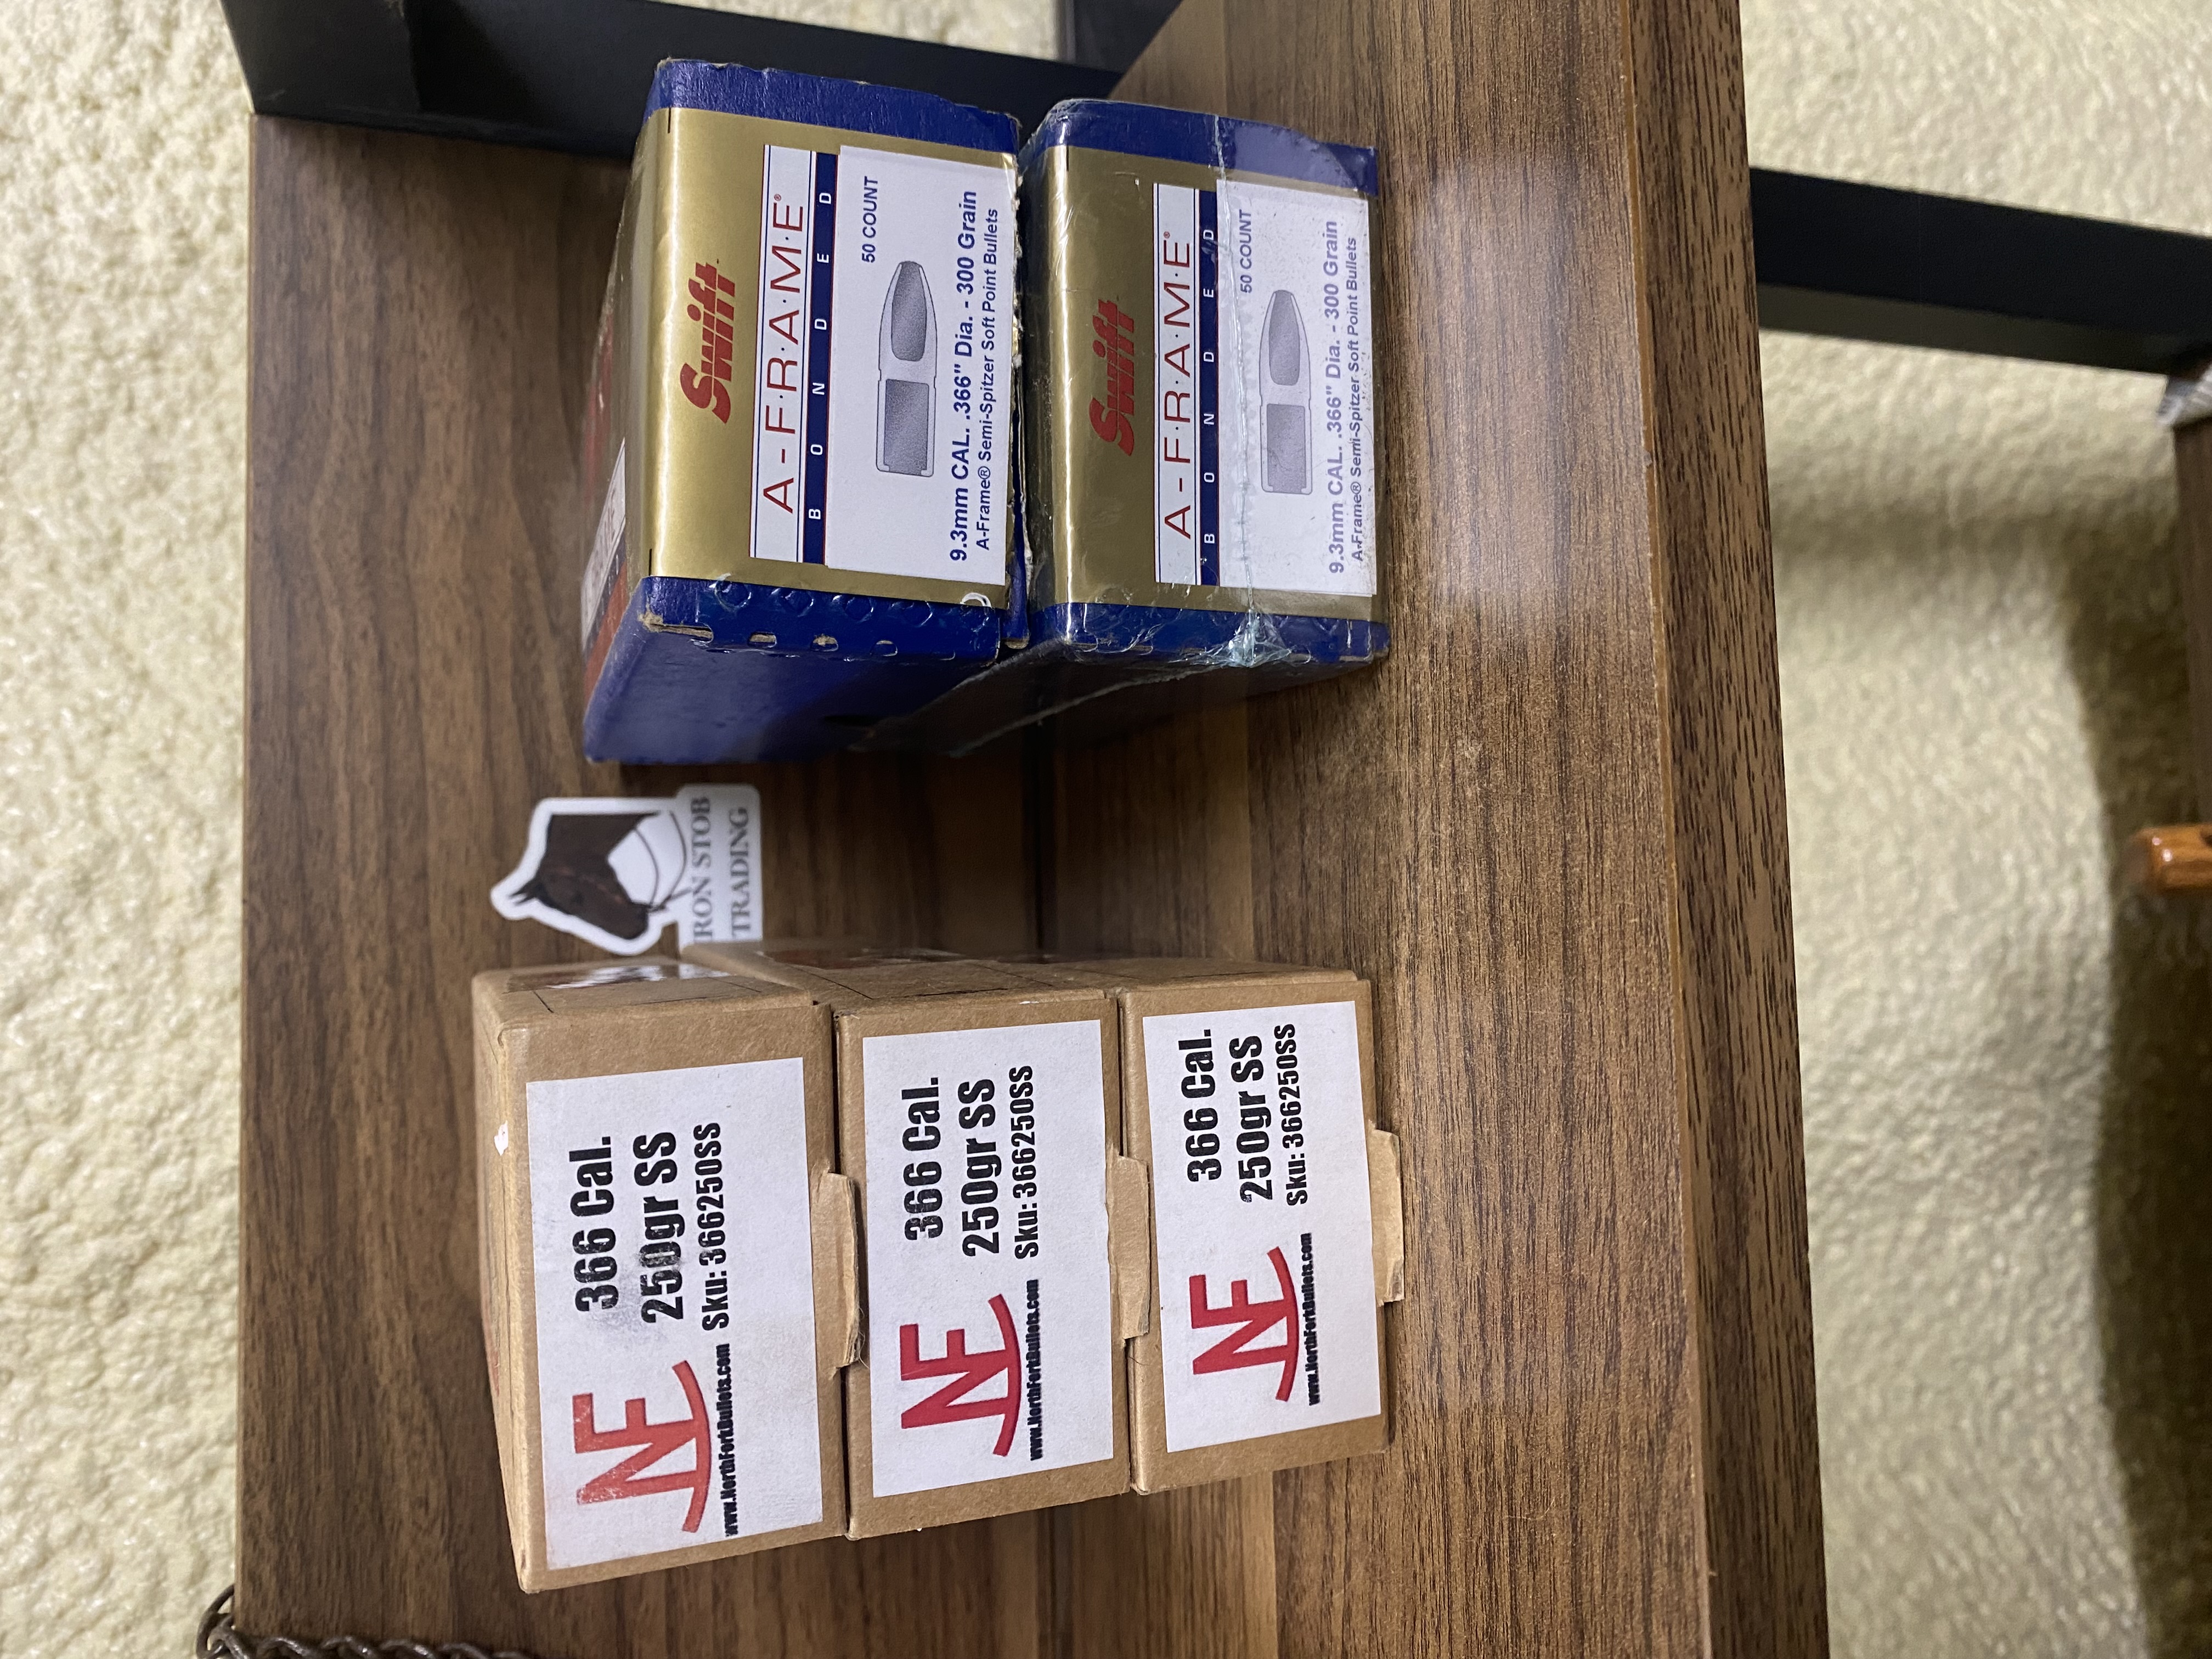 366 Cal.
250gr SS
Sku: 366250SS
NF
www.NorthForkBullets.com
366 Cal.
250gr SS
Sku: 366250SS
NF
www.NorthForkBullets.com
366 Cal.
250gr SS
Sku: 366250SS
NF
www.NorthForkBullets.com
IRON STOB
TRADING
Swift
A-F·R·A·M·E®
BONDED
50 COUNT
9.3mm CAL. .366" Dia. - 300 Grain
A-Frame® Semi-Spitzer Soft Point Bullets
Swift
A-F·R·A·M·E®
BONDED
50 COUNT
9.3mm CAL. .366" Dia. - 300 Grain
A-Frame® Semi-Spitzer Soft Point Bullets